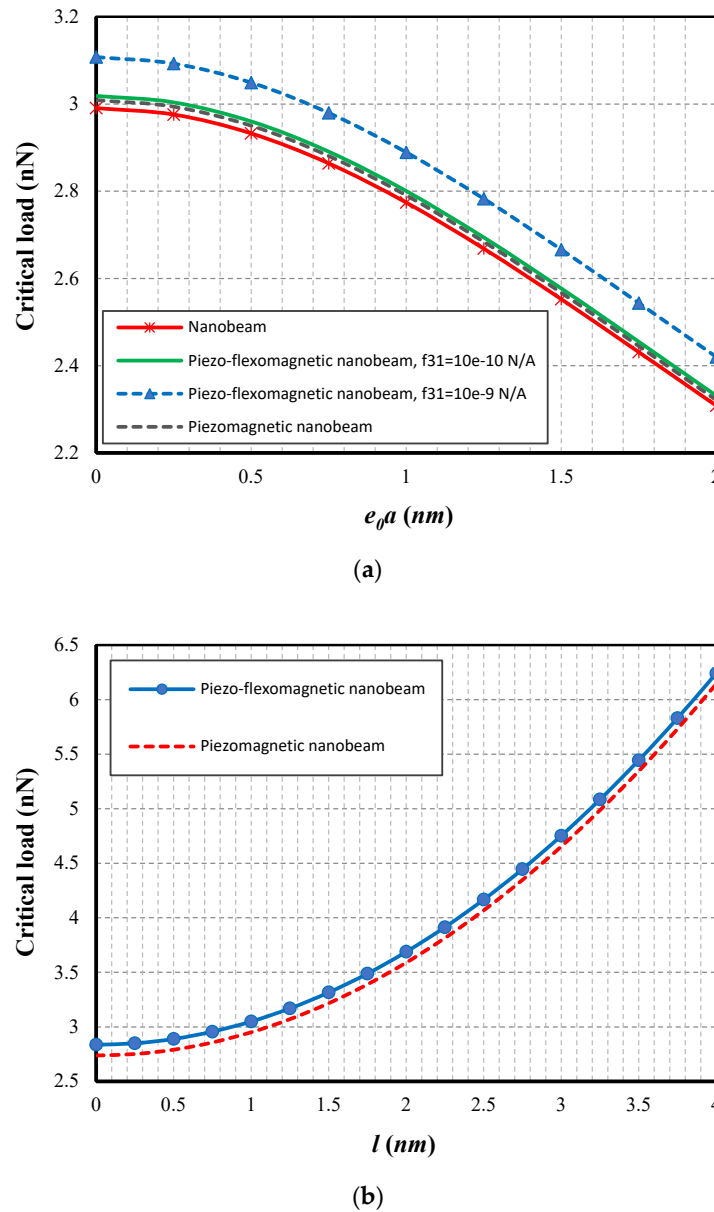 3.2
3.1
3
2.8
2.6
2.4
2.2
Critical load (nN)
Nanobeam
Piezo-flexomagnetic nanobeam, f31=10e-10 N/A
Piezo-flexomagnetic nanobeam, f31=10e-9 N/A
Piezomagnetic nanobeam
0 0.5 1 1.5 2
e₀a (nm)
(a)
6.5
6
5.5
5
4.5
4
3.5
3
2.5
Critical load (nN)
Piezo-flexomagnetic nanobeam
Piezomagnetic nanobeam
0 0.5 1 1.5 2 2.5 3 3.5 4
l (nm)
(b)